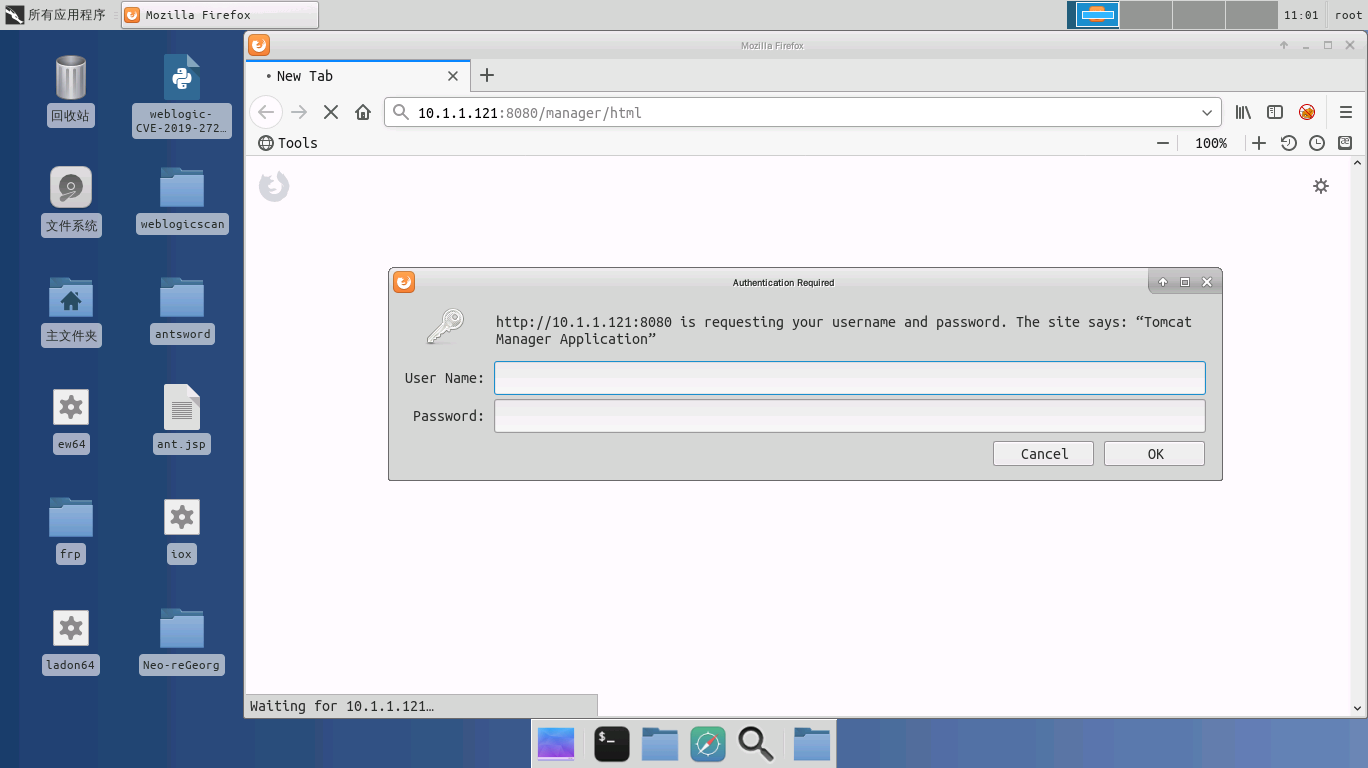 所有应用程序
Mozilla Firefox
11:01
root
Mozilla Firefox
New Tab
10.1.1.121:8080/manager/html
Tools
100%
回收站
weblogic-
CVE-2019-272…
文件系统
weblogicscan
主文件夹
antsword
ew64
ant.jsp
frp
iox
ladon64
Neo-reGeorg
Authentication Required
http://10.1.1.121:8080 is requesting your username and password. The site says: “Tomcat
Manager Application”
User Name:
Password:
Cancel
OK
Waiting for 10.1.1.121…
$_